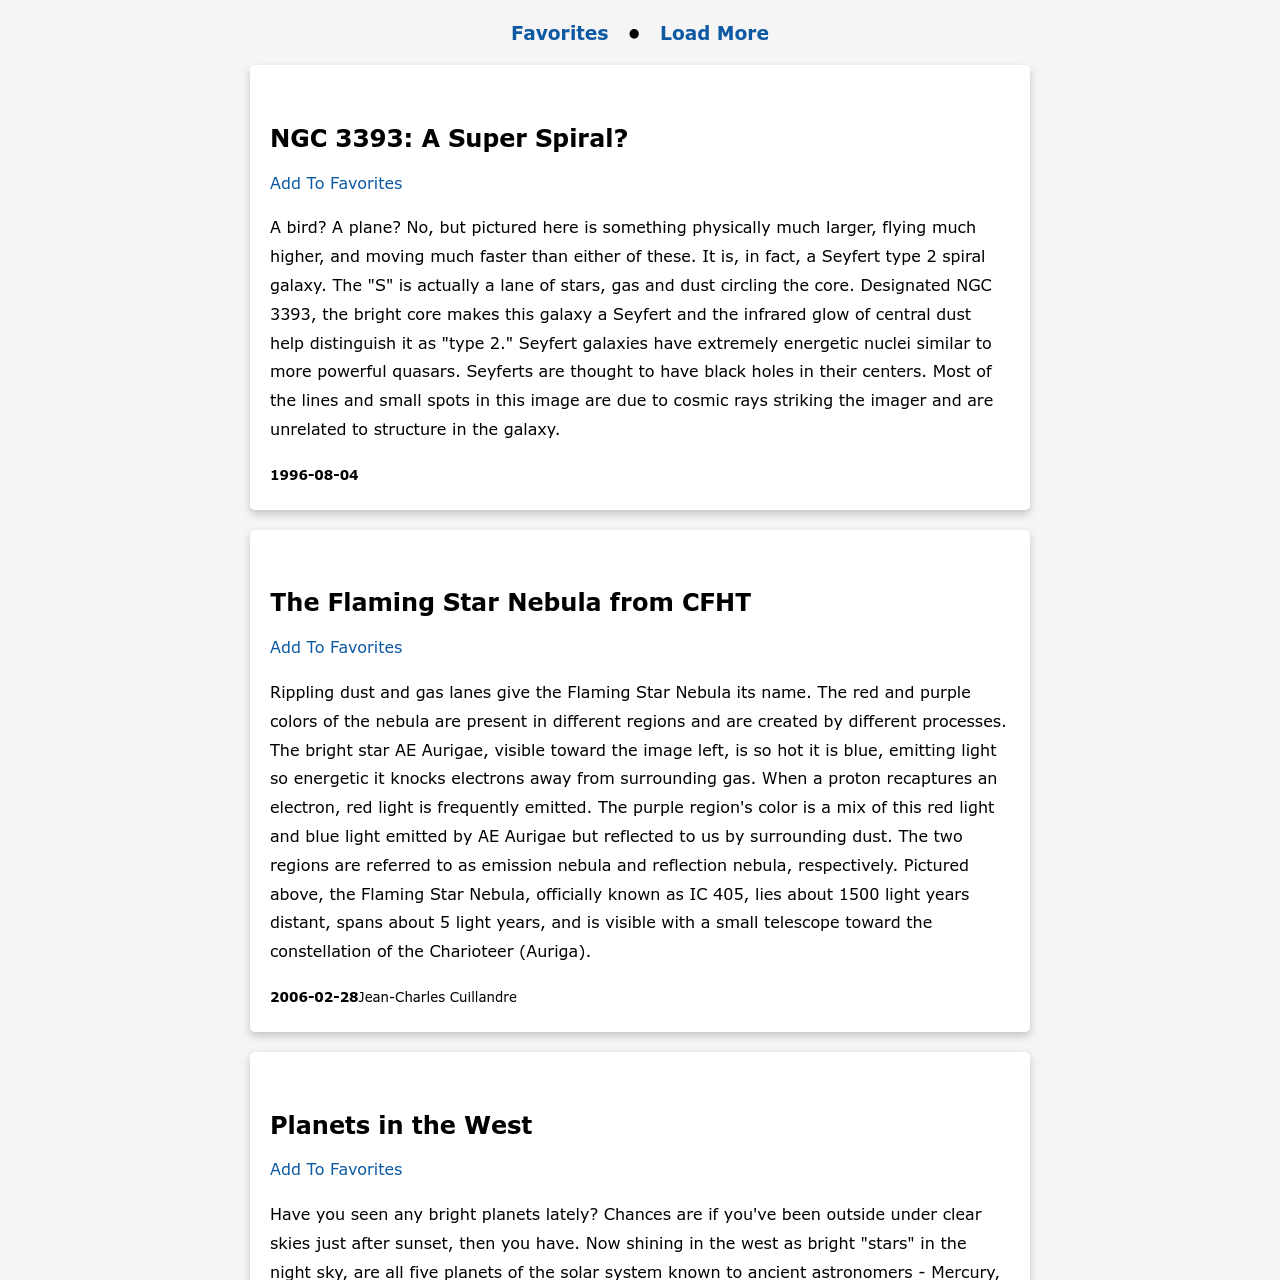 Favorites ● Load More
NGC 3393: A Super Spiral?
Add To Favorites
A bird? A plane? No, but pictured here is something physically much larger, flying much
higher, and moving much faster than either of these. It is, in fact, a Seyfert type 2 spiral
galaxy. The "S" is actually a lane of stars, gas and dust circling the core. Designated NGC
3393, the bright core makes this galaxy a Seyfert and the infrared glow of central dust
help distinguish it as "type 2." Seyfert galaxies have extremely energetic nuclei similar to
more powerful quasars. Seyferts are thought to have black holes in their centers. Most of
the lines and small spots in this image are due to cosmic rays striking the imager and are
unrelated to structure in the galaxy.
1996-08-04
The Flaming Star Nebula from CFHT
Add To Favorites
Rippling dust and gas lanes give the Flaming Star Nebula its name. The red and purple
colors of the nebula are present in different regions and are created by different processes.
The bright star AE Aurigae, visible toward the image left, is so hot it is blue, emitting light
so energetic it knocks electrons away from surrounding gas. When a proton recaptures an
electron, red light is frequently emitted. The purple region's color is a mix of this red light
and blue light emitted by AE Aurigae but reflected to us by surrounding dust. The two
regions are referred to as emission nebula and reflection nebula, respectively. Pictured
above, the Flaming Star Nebula, officially known as IC 405, lies about 1500 light years
distant, spans about 5 light years, and is visible with a small telescope toward the
constellation of the Charioteer (Auriga).
2006-02-28Jean-Charles Cuillandre
Planets in the West
Add To Favorites
Have you seen any bright planets lately? Chances are if you've been outside under clear
skies just after sunset, then you have. Now shining in the west as bright "stars" in the
night sky, are all five planets of the solar system known to ancient astronomers - Mercury,